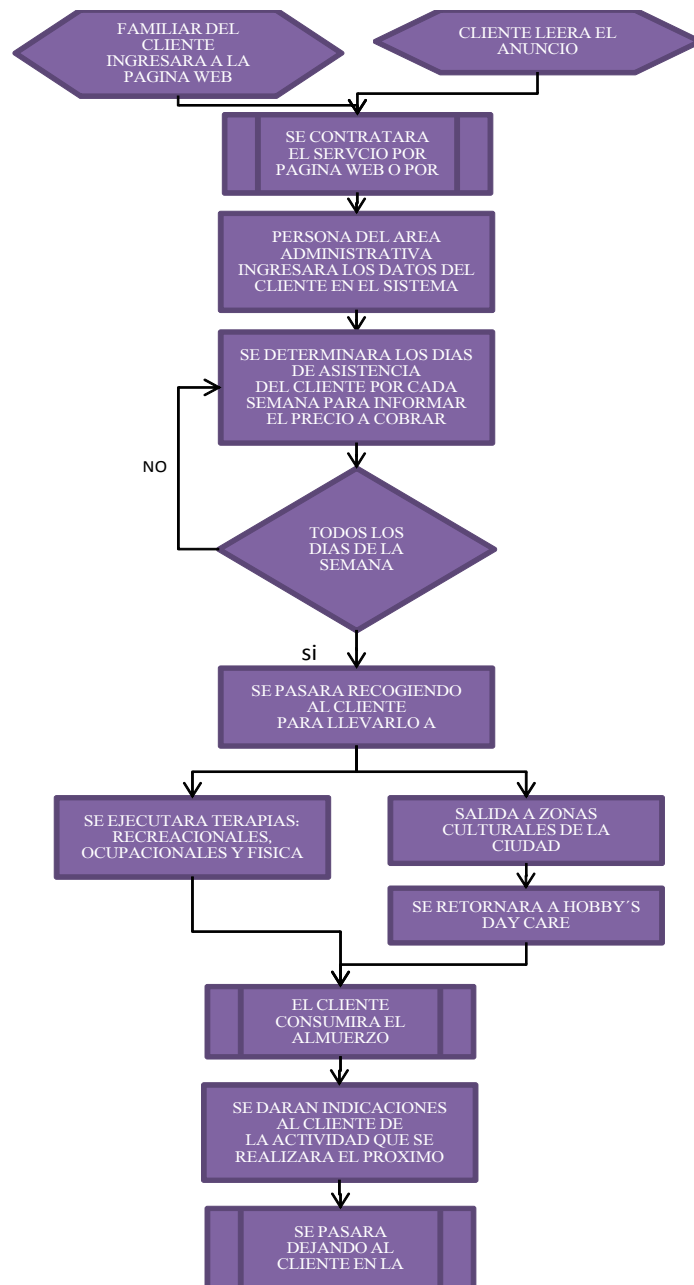 FAMILIAR DEL
CLIENTE
INGRESARA A LA
PAGINA WEB
CLIENTE LEERA EL
ANUNCIO
SE CONTRATARA
EL SERVCIO POR
PAGINA WEB O POR
PERSONA DEL AREA
ADMINISTRATIVA
INGRESARA LOS DATOS DEL
CLIENTE EN EL SISTEMA
SE DETERMINARA LOS DIAS
DE ASISTENCIA
DEL CLIENTE POR CADA
SEMANA PARA INFORMAR
EL PRECIO A COBRAR
NO
TODOS LOS
DIAS DE LA
SEMANA
si
SE PASARA RECOGIENDO
AL CLIENTE
PARA LLEVARLO A
SE EJECUTARA TERAPIAS:
RECREACIONALES,
OCUPACIONALES Y FISICA
SALIDA A ZONAS
CULTURALES DE LA
CIUDAD
SE RETORNARA A HOBBY´S
DAY CARE
EL CLIENTE
CONSUMIRA EL
ALMUERZO
SE DARAN INDICACIONES
AL CLIENTE DE
LA ACTIVIDAD QUE SE
REALIZARA EL PROXIMO
SE PASARA
DEJANDO AL
CLIENTE EN LA